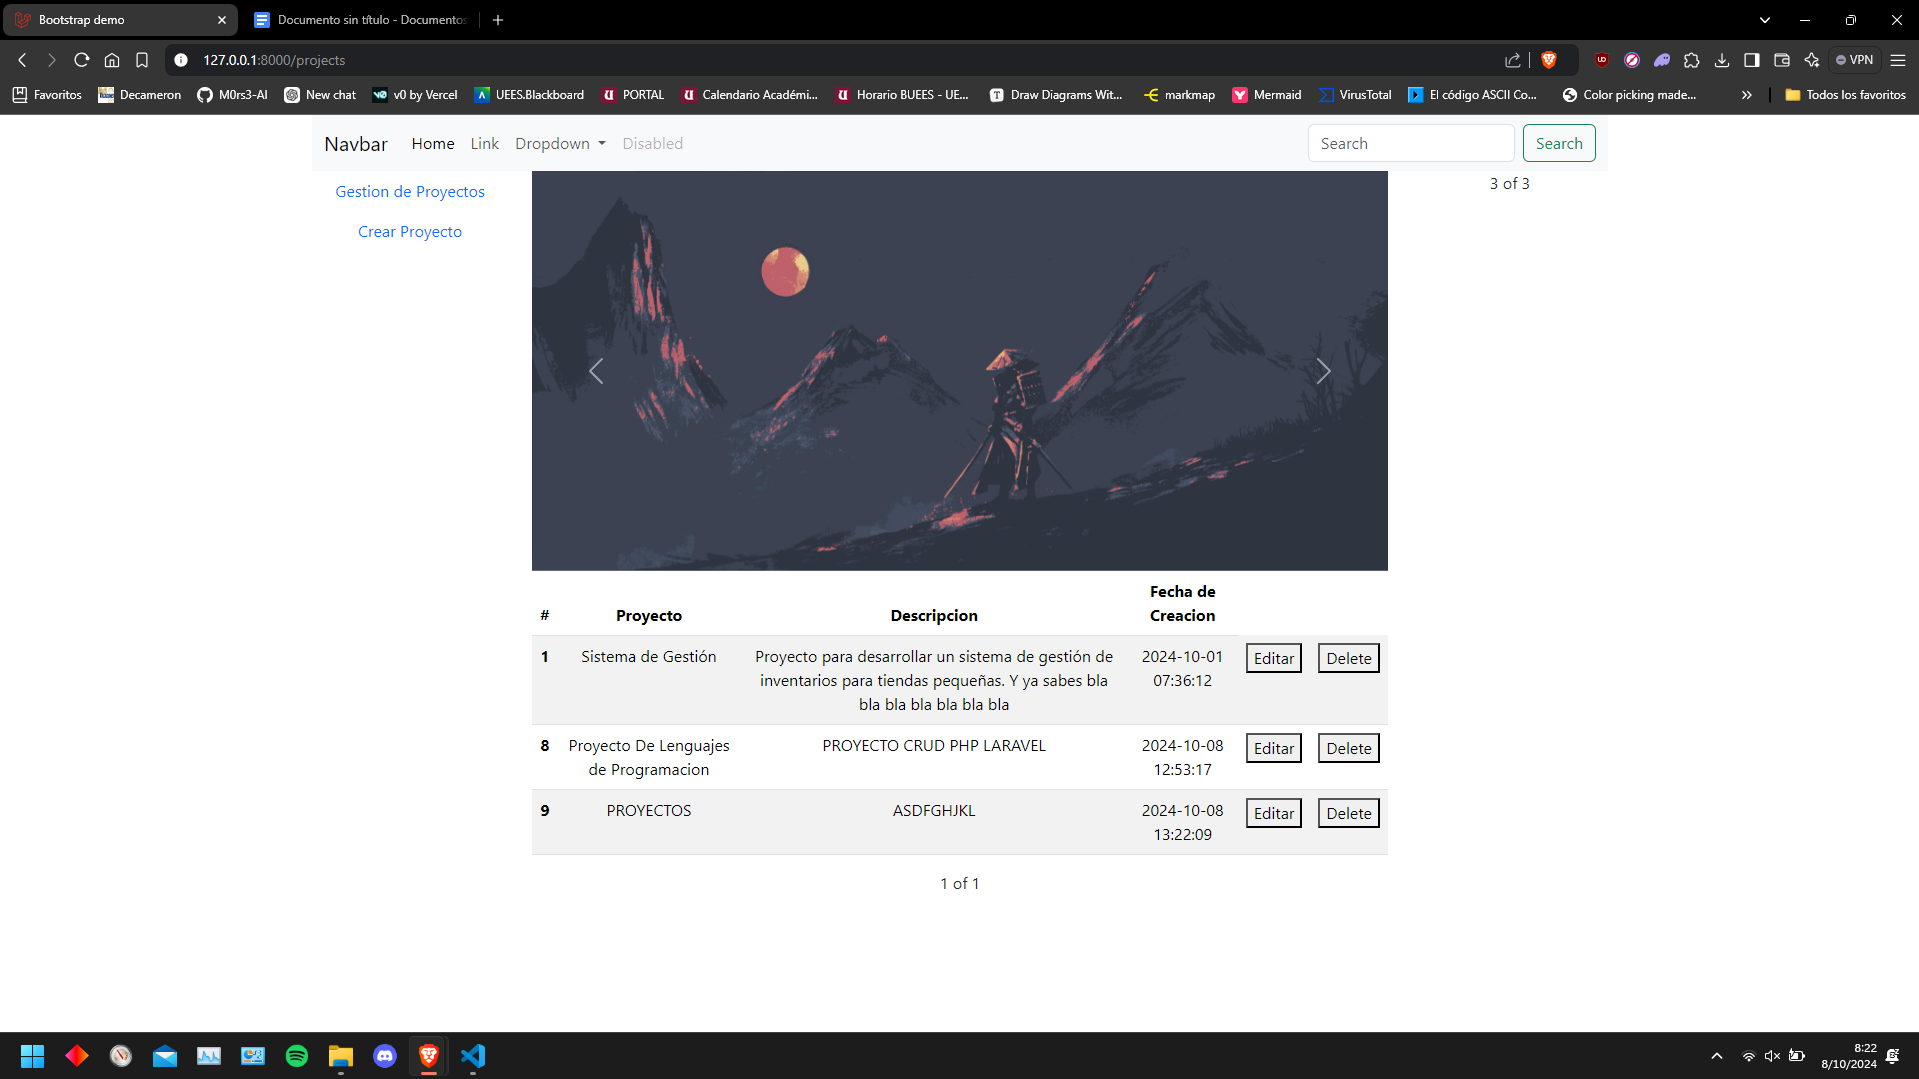 Bootstrap demo
Documento sin título - Documentos
127.0.0.1:8000/projects
VPN
Favoritos
Decameron
M0rs3-AI
New chat
v0 by Vercel
UEES.Blackboard
PORTAL
Calendario Académi...
Horario BUEES - UE...
Draw Diagrams Wit...
markmap
Mermaid
VirusTotal
El código ASCII Co...
Color picking made...
Todos los favoritos
Navbar Home Link Dropdown Disabled Search Search
Gestion de Proyectos
Crear Proyecto
3 of 3
# Proyecto Descripcion Fecha de
Creacion
1 Sistema de Gestión Proyecto para desarrollar un sistema de gestión de 2024-10-01 Editar Delete
inventarios para tiendas pequeñas. Y ya sabes bla 07:36:12
bla bla bla bla bla bla
8 Proyecto De Lenguajes PROYECTO CRUD PHP LARAVEL 2024-10-08 Editar Delete
de Programacion 12:53:17
9 PROYECTOS ASDFGHJKL 2024-10-08 Editar Delete
13:22:09
1 of 1
8:22
8/10/2024